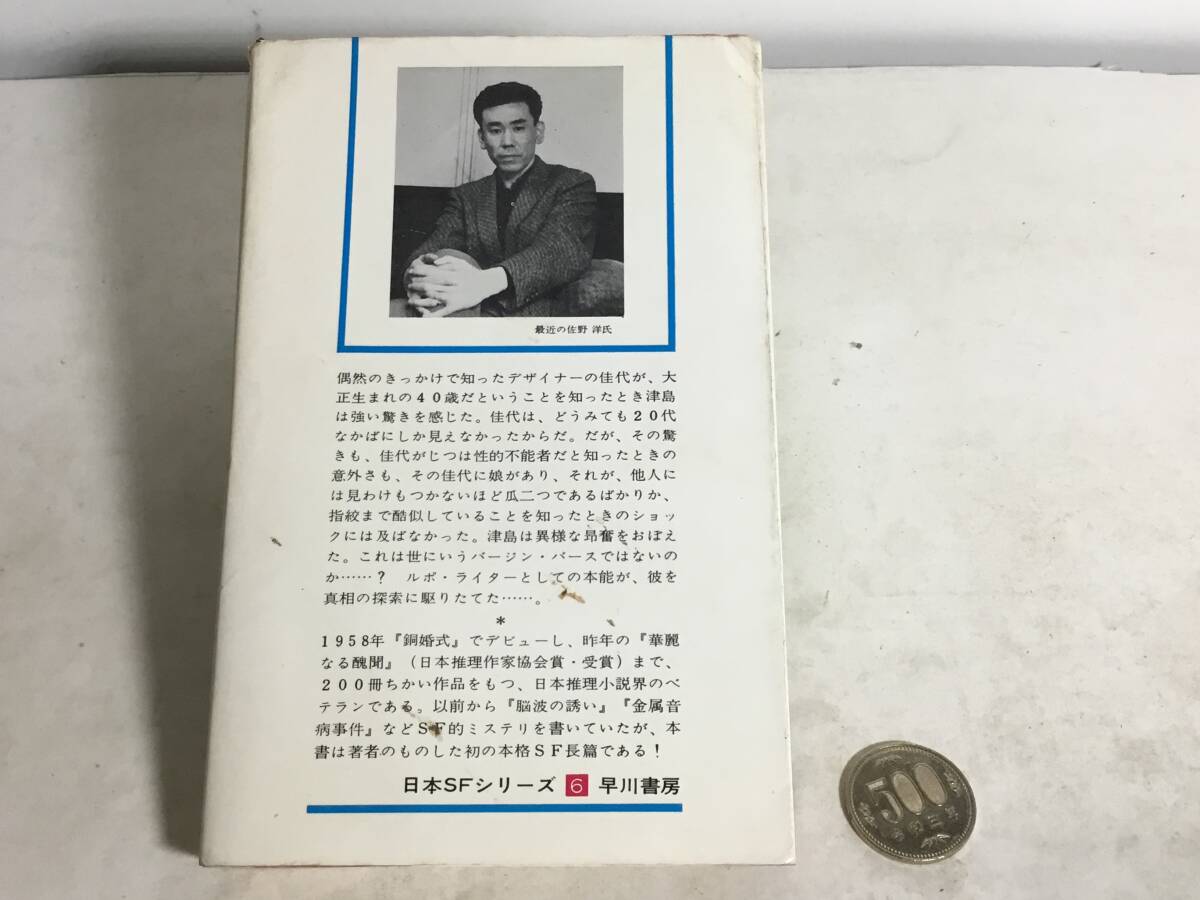 最近の佐野 洋氏
偶然のきっかけで知ったデザイナーの佳代が、大
正生まれの40歳だということを知ったとき津島
は強い驚きを感じた。佳代は、どうみても20代
なかばにしか見えなかったからだ。だが、その驚
きも、佳代がじつは性的不能者だと知ったときの
意外さも、その佳代に娘があり、それが、他人に
は見わけもつかないほど瓜二つであるばかりか、
指紋まで酷似していることを知ったときのショッ
クには及ばなかった。津島は異様な昂奮をおぼえ
た。これは世にいうバージン・バースではないの
か……? ルポ・ライターとしての本能が、彼を
真相の探索に駆りたてた……。
*
1958年『銅婚式』でデビューし、昨年の『華麗
なる醜聞』(日本推理作家協会賞・受賞)まで、
200冊ちかい作品をもつ、日本推理小説界のベ
テランである。以前から『脳波の誘い』『金属音
病事件』などSF的ミステリを書いていたが、本
書は著者のものした初の本格SF長篇である!
日本SFシリーズ 6 早川書房
500
令和三年